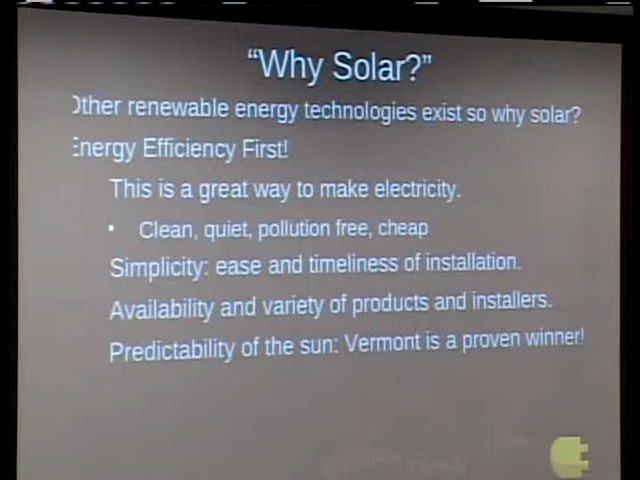 “Why Solar?”
Other renewable energy technologies exist so why solar?
Energy Efficiency First!
This is a great way to make electricity.
• Clean, quiet, pollution free, cheap
Simplicity: ease and timeliness of installation.
Availability and variety of products and installers.
Predictability of the sun: Vermont is a proven winner!